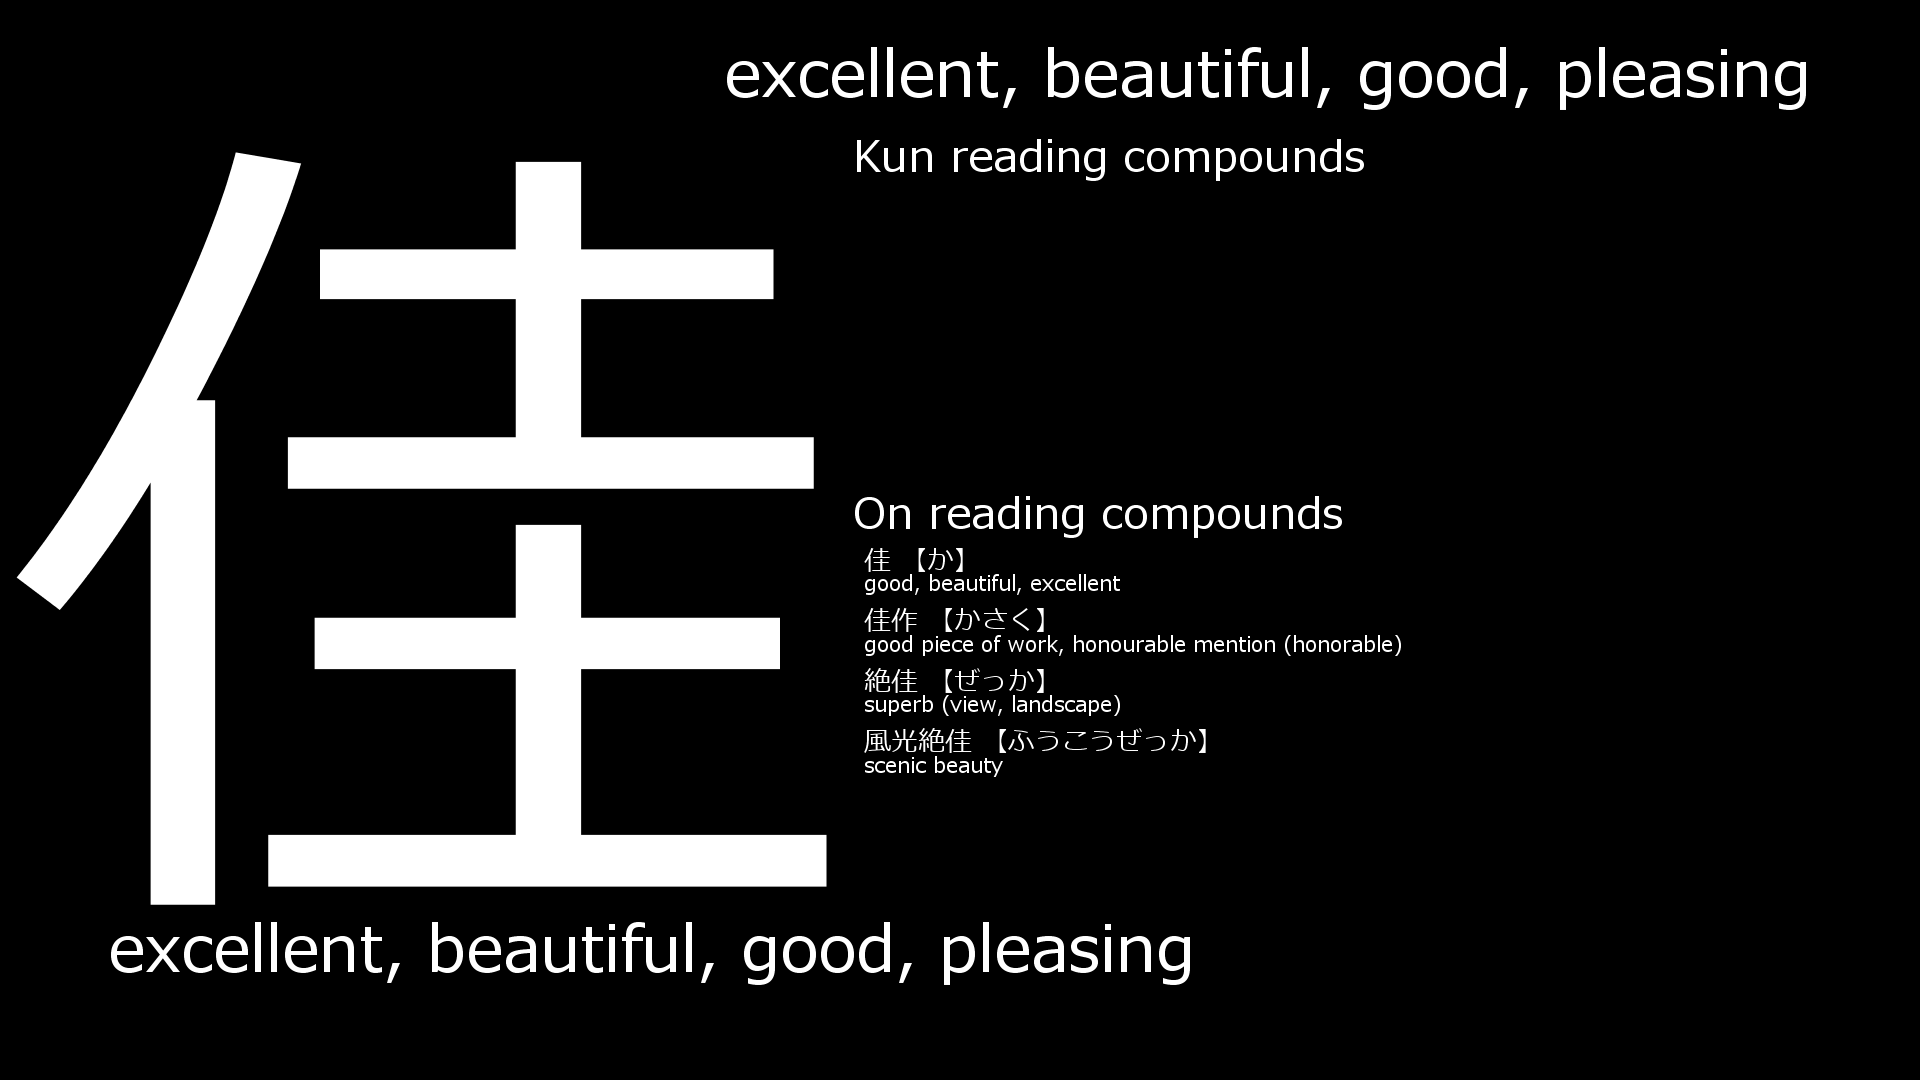 excellent, beautiful, good, pleasing
佳
Kun reading compounds
On reading compounds
佳 【か】
good, beautiful, excellent
佳作 【かさく】
good piece of work, honourable mention (honorable)
絶佳 【ぜっか】
superb (view, landscape)
風光絶佳 【ふうこうぜっか】
scenic beauty
excellent, beautiful, good, pleasing